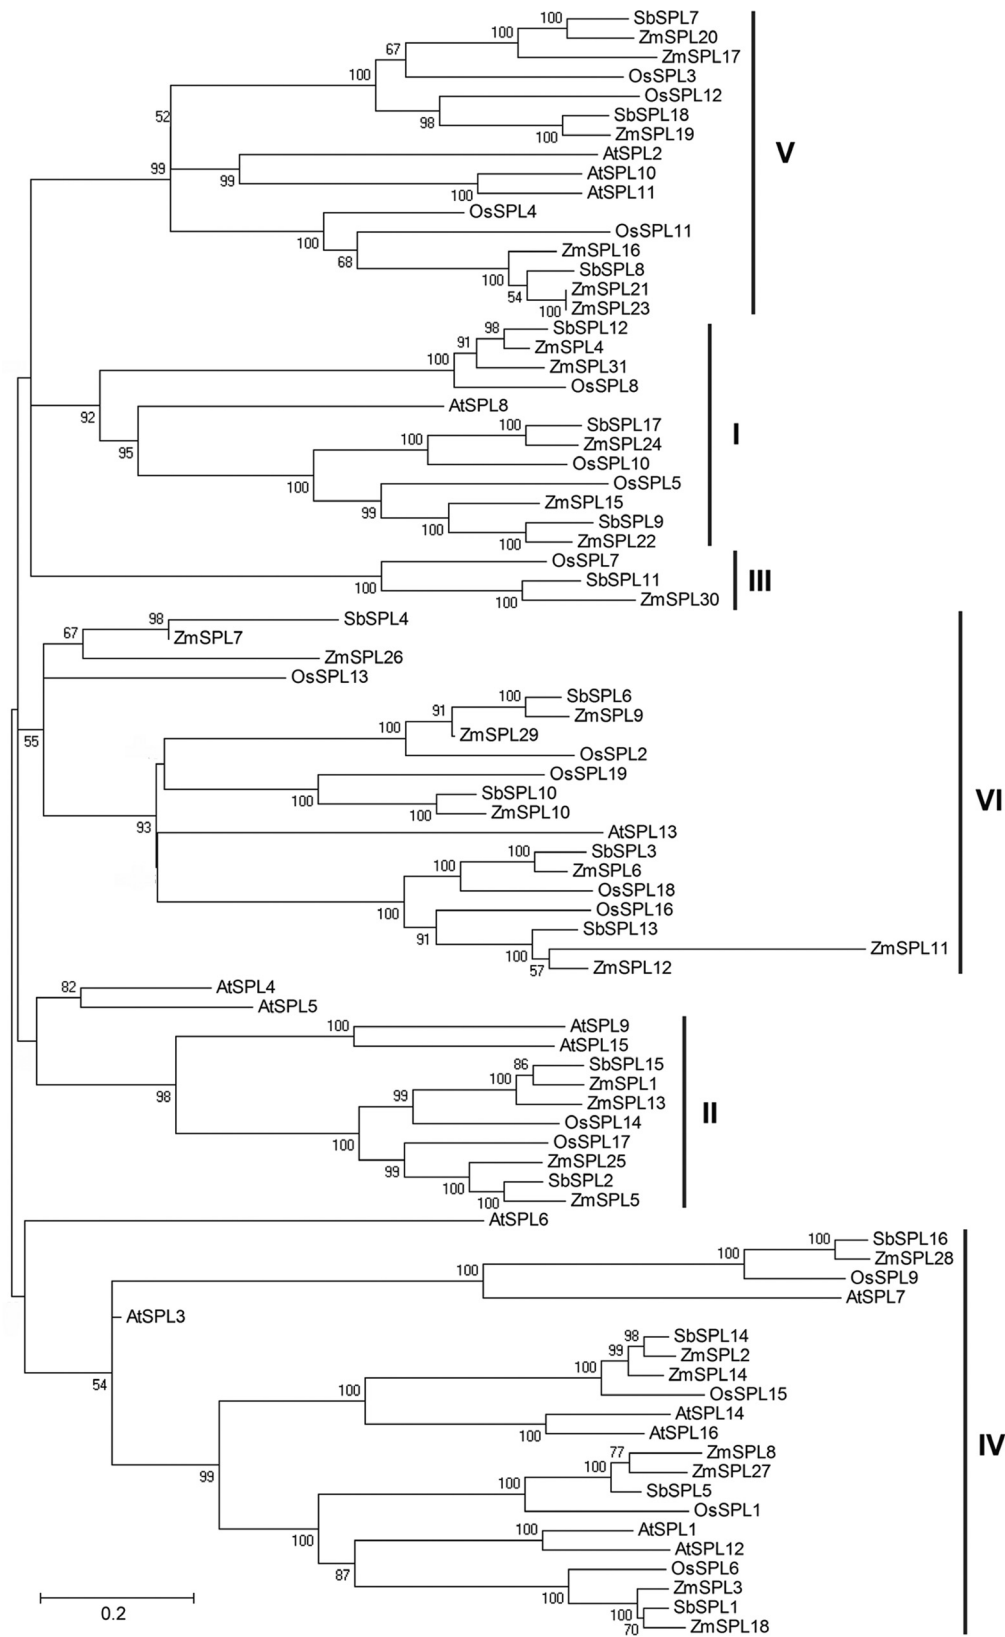 100 SbSPL7
100 ZmSPL20
67 ZmSPL17
100 OsSPL3
OsSPL12
52 98 SbSPL18
100 ZmSPL19
99 AtSPL2
99 AtSPL10
100 AtSPL11
V
OsSPL4
100 OsSPL11
68 ZmSPL16
100 SbSPL8
54 ZmSPL21
100 ZmSPL23
98 SbSPL12
91 ZmSPL4
100 ZmSPL31
OsSPL8
92 AtSPL8
100 SbSPL17
95 100 ZmSPL24
I
OsSPL10
100 OsSPL5
99 ZmSPL15
100 SbSPL9
100 ZmSPL22
OsSPL7
100 SbSPL11
III
100 ZmSPL30
98 SbSPL4
67 ZmSPL7
ZmSPL26
OsSPL13
100 SbSPL6
91 ZmSPL9
55 100 ZmSPL29
OsSPL2
OsSPL19
100 SbSPL10
VI
100 ZmSPL10
93 AtSPL13
100 SbSPL3
100 ZmSPL6
OsSPL18
100 OsSPL16
91 SbSPL13
100 ZmSPL11
57 ZmSPL12
82 AtSPL4
AtSPL5
100 AtSPL9
AtSPL15
86 SbSPL15
100 ZmSPL1
98 99 ZmSPL13
II
OsSPL14
100 OsSPL17
99 ZmSPL25
100 SbSPL2
100 ZmSPL5
AtSPL6
100 SbSPL16
100 ZmSPL28
100 OsSPL9
AtSPL7
AtSPL3
98 SbSPL14
99 ZmSPL2
100 ZmSPL14
54 100 OsSPL15
AtSPL14
100 AtSPL16
IV
77 ZmSPL8
99 100 ZmSPL27
100 SbSPL5
OsSPL1
100 100 AtSPL1
AtSPL12
87 OsSPL6
100 ZmSPL3
100 SbSPL1
70 ZmSPL18
0.2